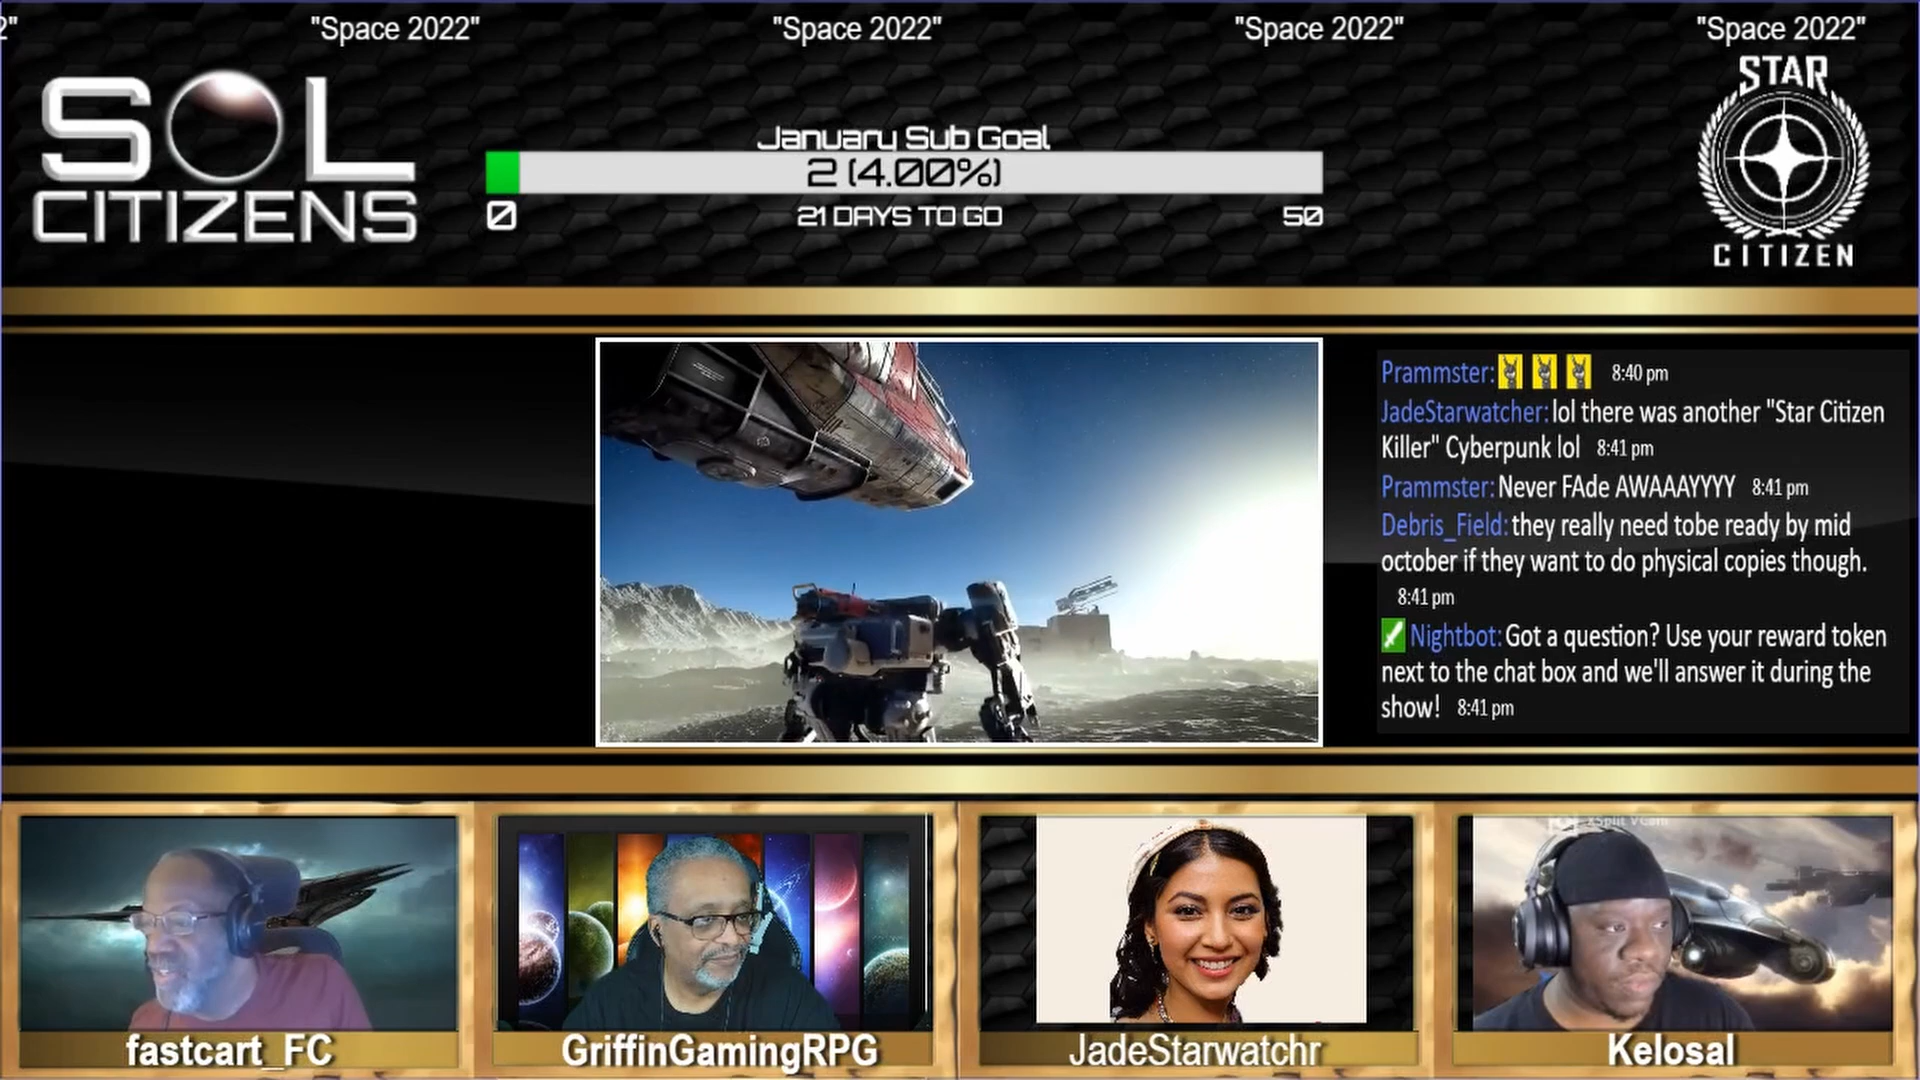 2" "Space 2022" "Space 2022" "Space 2022" "Space 2022"
SOL
CITIZENS
January Sub Goal
2 (4.00%)
0 21 DAYS TO GO 50
STAR
CITIZEN
Prammster: 8:40 pm
JadeStarwatcher: lol there was another "Star Citizen
Killer" Cyberpunk lol 8:41 pm
Prammster: Never FAde AWAAAYYYY 8:41 pm
Debris_Field: they really need tobe ready by mid
october if they want to do physical copies though.
8:41 pm
Nightbot: Got a question? Use your reward token
next to the chat box and we'll answer it during the
show! 8:41 pm
XSplit VCam
fastcart_FC
GriffinGamingRPG
JadeStarwatchr
Kelosal